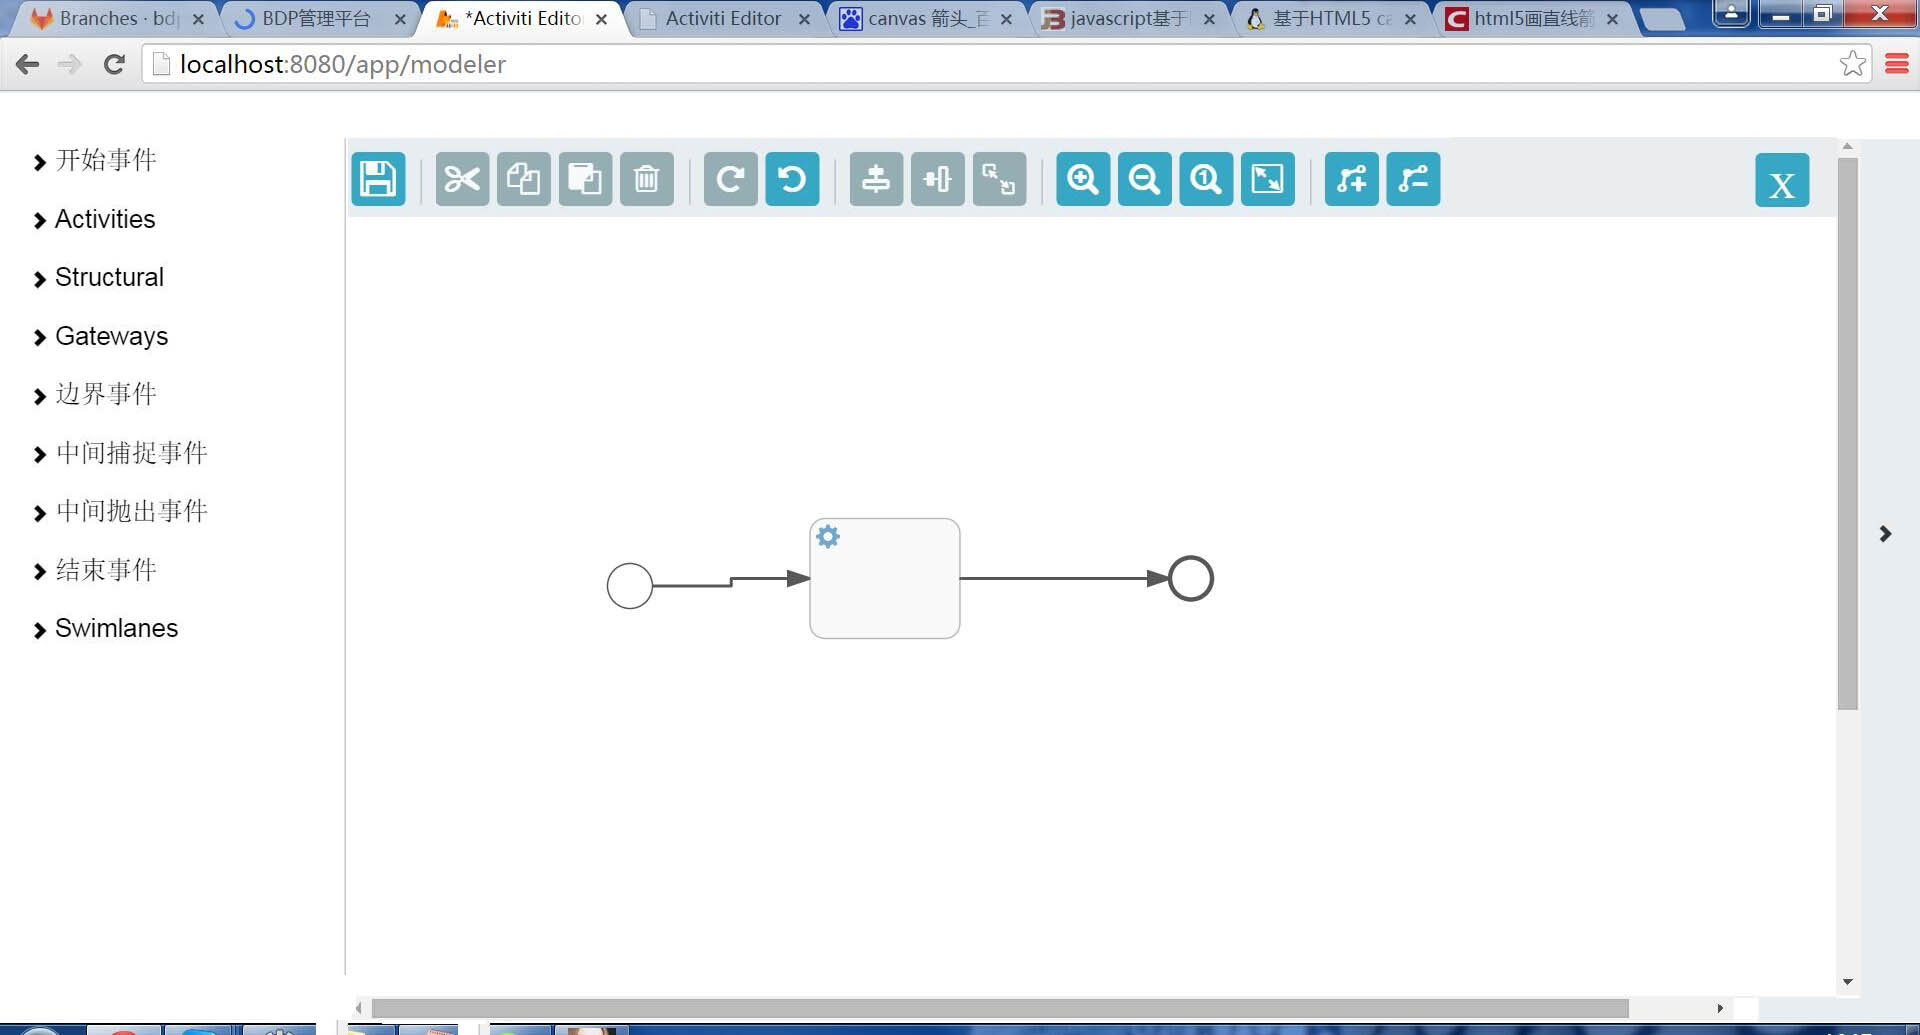 Branches · bd
BDP管理平台
*Activiti Edito
Activiti Editor
canvas 箭头_百
javascript基于
基于HTML5 ca
html5画直线箭
localhost:8080/app/modeler
开始事件
Activities
Structural
Gateways
边界事件
中间捕捉事件
中间抛出事件
结束事件
Swimlanes
1
X